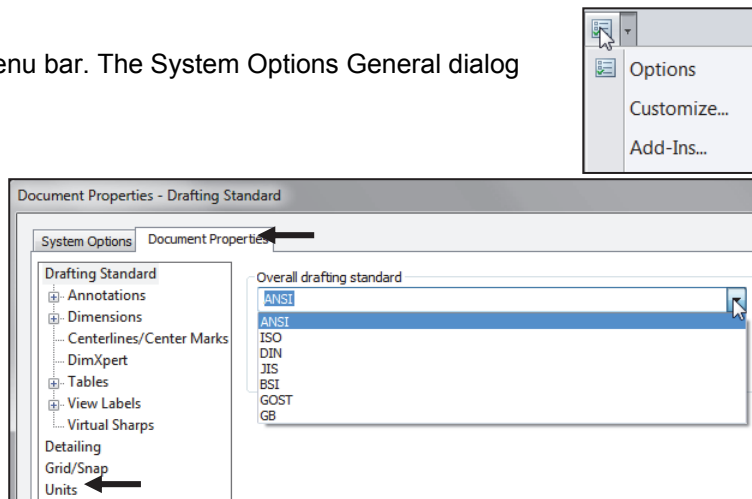 enu bar. The System Options General dialog
Options
Customize...
Add-Ins...
Document Properties - Drafting Standard
System Options
Document Properties
Drafting Standard
Annotations
Dimensions
Centerlines/Center Marks
DimXpert
Tables
View Labels
Virtual Sharps
Detailing
Grid/Snap
Units
Overall drafting standard
ANSI
ANSI
ISO
DIN
JIS
BSI
GOST
GB